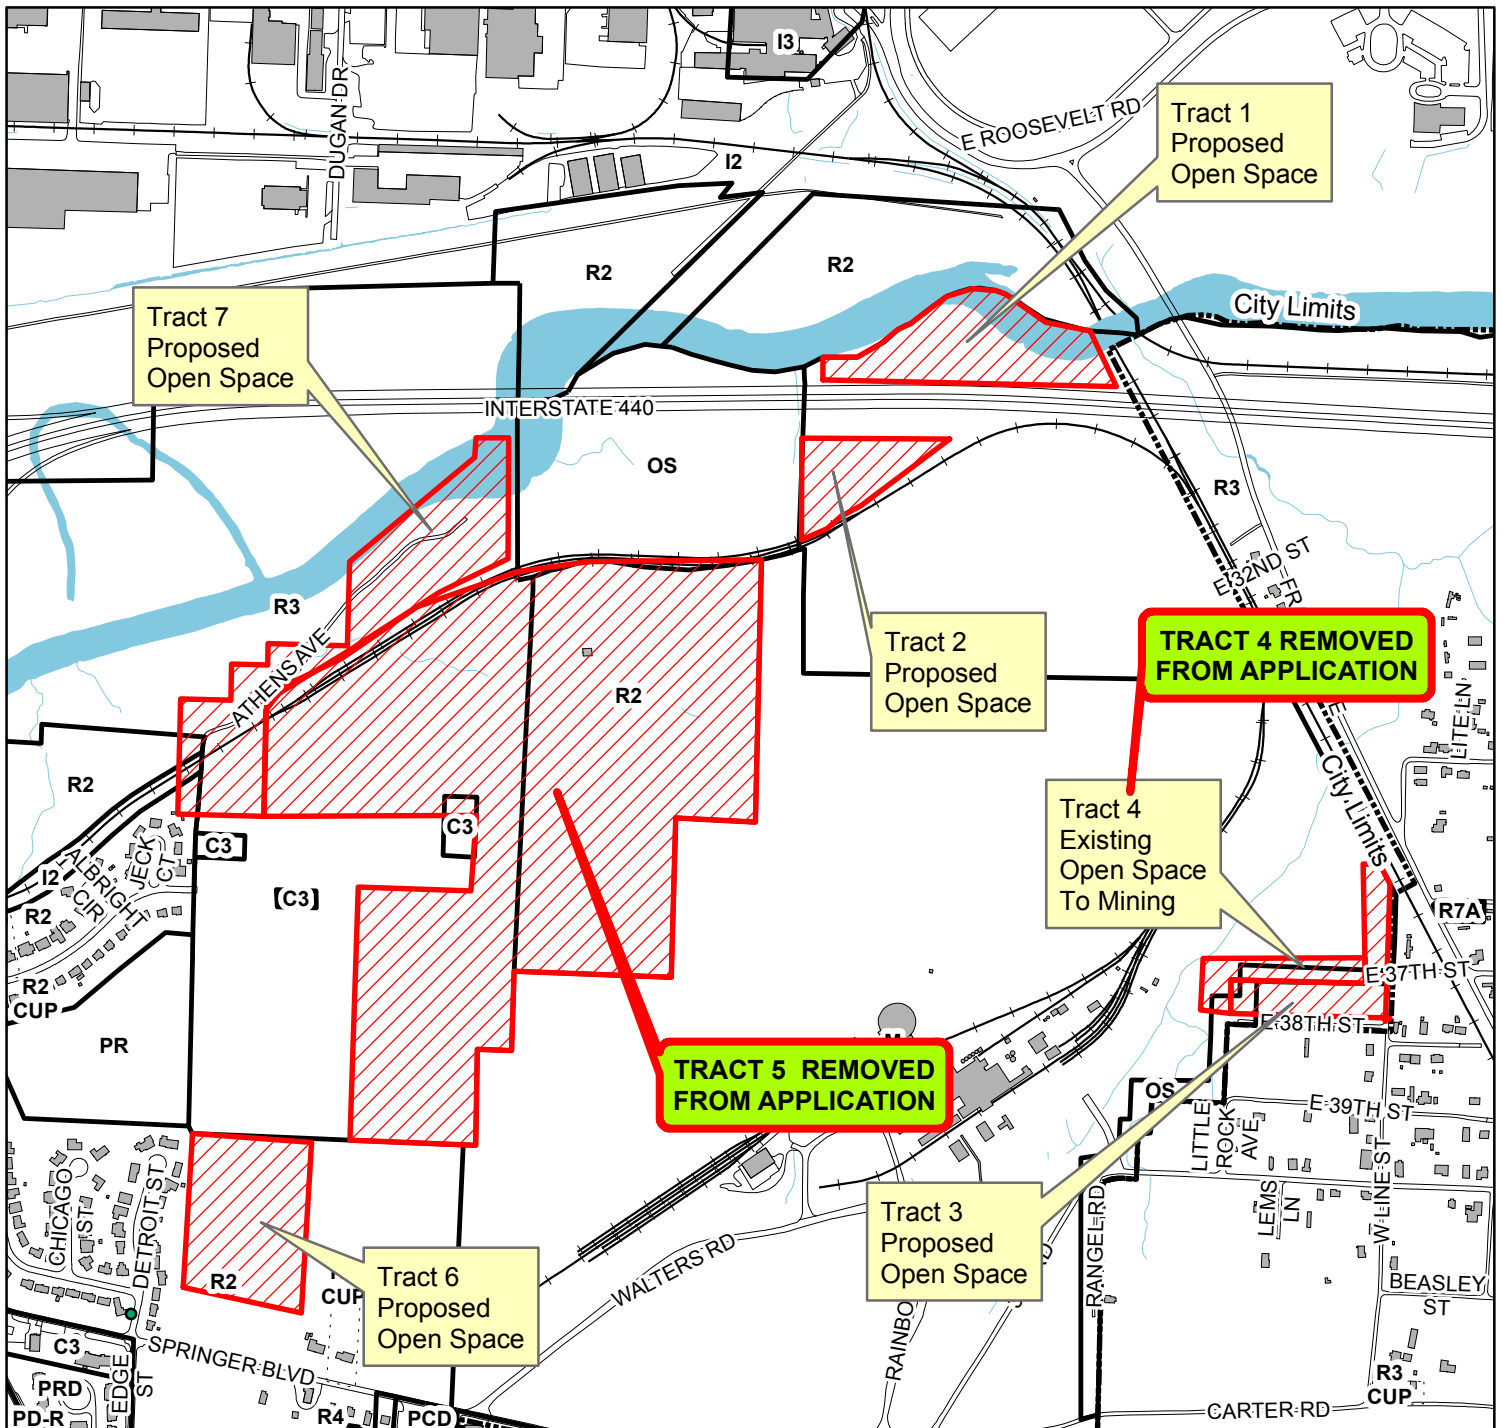 I3
E ROOSEVELT RD
Tract 1
Proposed
Open Space
DUGAN DR
I2
R2
R2
City Limits
Tract 7
Proposed
Open Space
INTERSTATE 440
OS
R3
E 32ND ST
FR
R3
Tract 2
Proposed
Open Space
TRACT 4 REMOVED
FROM APPLICATION
LITE LN
ATHENS AVE
R2
R2
City Limits
Tract 4
Existing
Open Space
To Mining
C3
C3
JECK
CT
ALBRIGHT
CIR
I2
[C3]
R2
R7A
E 37TH ST
R2
CUP
E 38TH ST
PR
M
TRACT 5 REMOVED
FROM APPLICATION
OS
E 39TH ST
LITTLE
ROCK
AVE
CHICAGO
ST
DETROIT ST
LEMS
LN
W LINE ST
RANGEL RD
Tract 3
Proposed
Open Space
WALTERS RD
R2
CUP
Tract 6
Proposed
Open Space
BEASLEY
ST
RAINBO
D
C3
SPRINGER BLVD
EDGE
ST
PRD
PD-R
R4
PCD
R3
CUP
CARTER RD